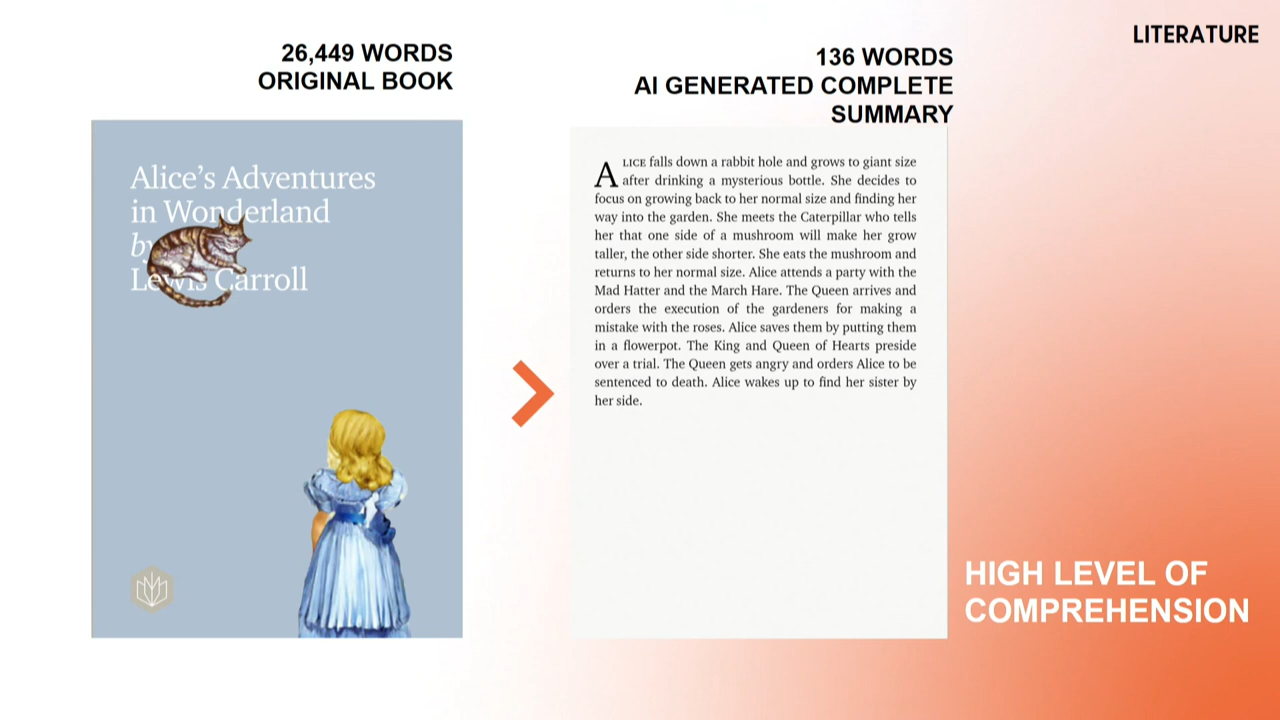 LITERATURE
26,449 WORDS
ORIGINAL BOOK
136 WORDS
AI GENERATED COMPLETE
SUMMARY
Alice's Adventures
in Wonderland
by
Lewis Carroll
ALICE falls down a rabbit hole and grows to giant size
after drinking a mysterious bottle. She decides to
focus on growing back to her normal size and finding her
way into the garden. She meets the Caterpillar who tells
her that one side of a mushroom will make her grow
taller, the other side shorter. She eats the mushroom and
returns to her normal size. Alice attends a party with the
Mad Hatter and the March Hare. The Queen arrives and
orders the execution of the gardeners for making a
mistake with the roses. Alice saves them by putting them
in a flowerpot. The King and Queen of Hearts preside
over a trial. The Queen gets angry and orders Alice to be
sentenced to death. Alice wakes up to find her sister by
her side.
HIGH LEVEL OF
COMPREHENSION